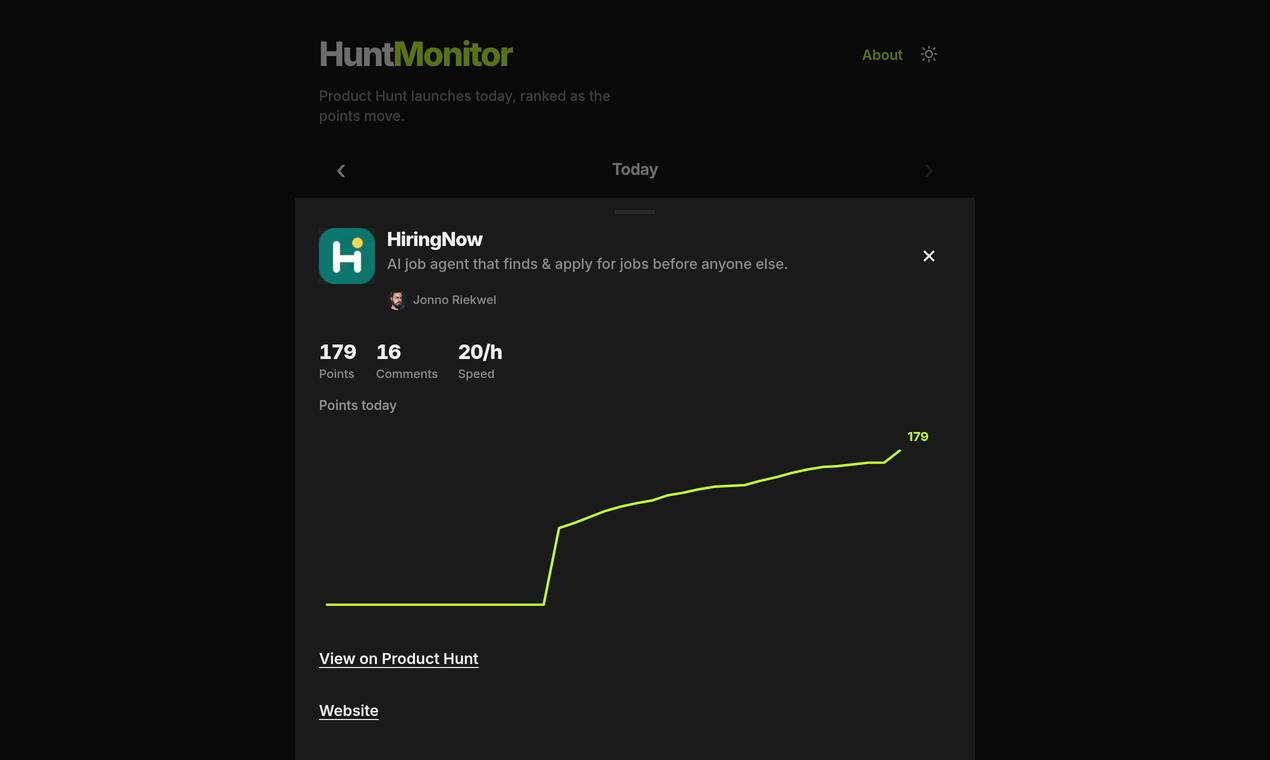 HuntMonitor
About
Product Hunt launches today, ranked as the
points move.
Today
HiringNow
AI job agent that finds & apply for jobs before anyone else.
Jonno Riekwel
179 16 20/h
Points Comments Speed
Points today
179
View on Product Hunt
Website